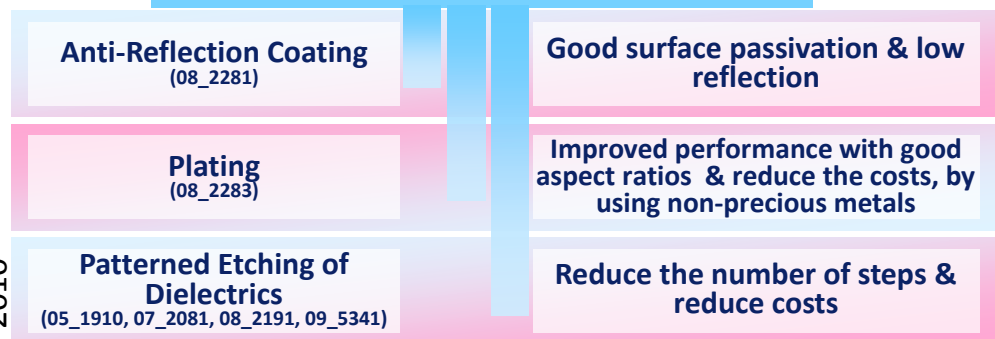 Anti-Reflection Coating
(08_2281)
Good surface passivation & low
reflection
Plating
(08_2283)
Improved performance with good
aspect ratios & reduce the costs, by
using non-precious metals
Patterned Etching of
Dielectrics
(05_1910, 07_2081, 08_2191, 09_5341)
Reduce the number of steps &
reduce costs